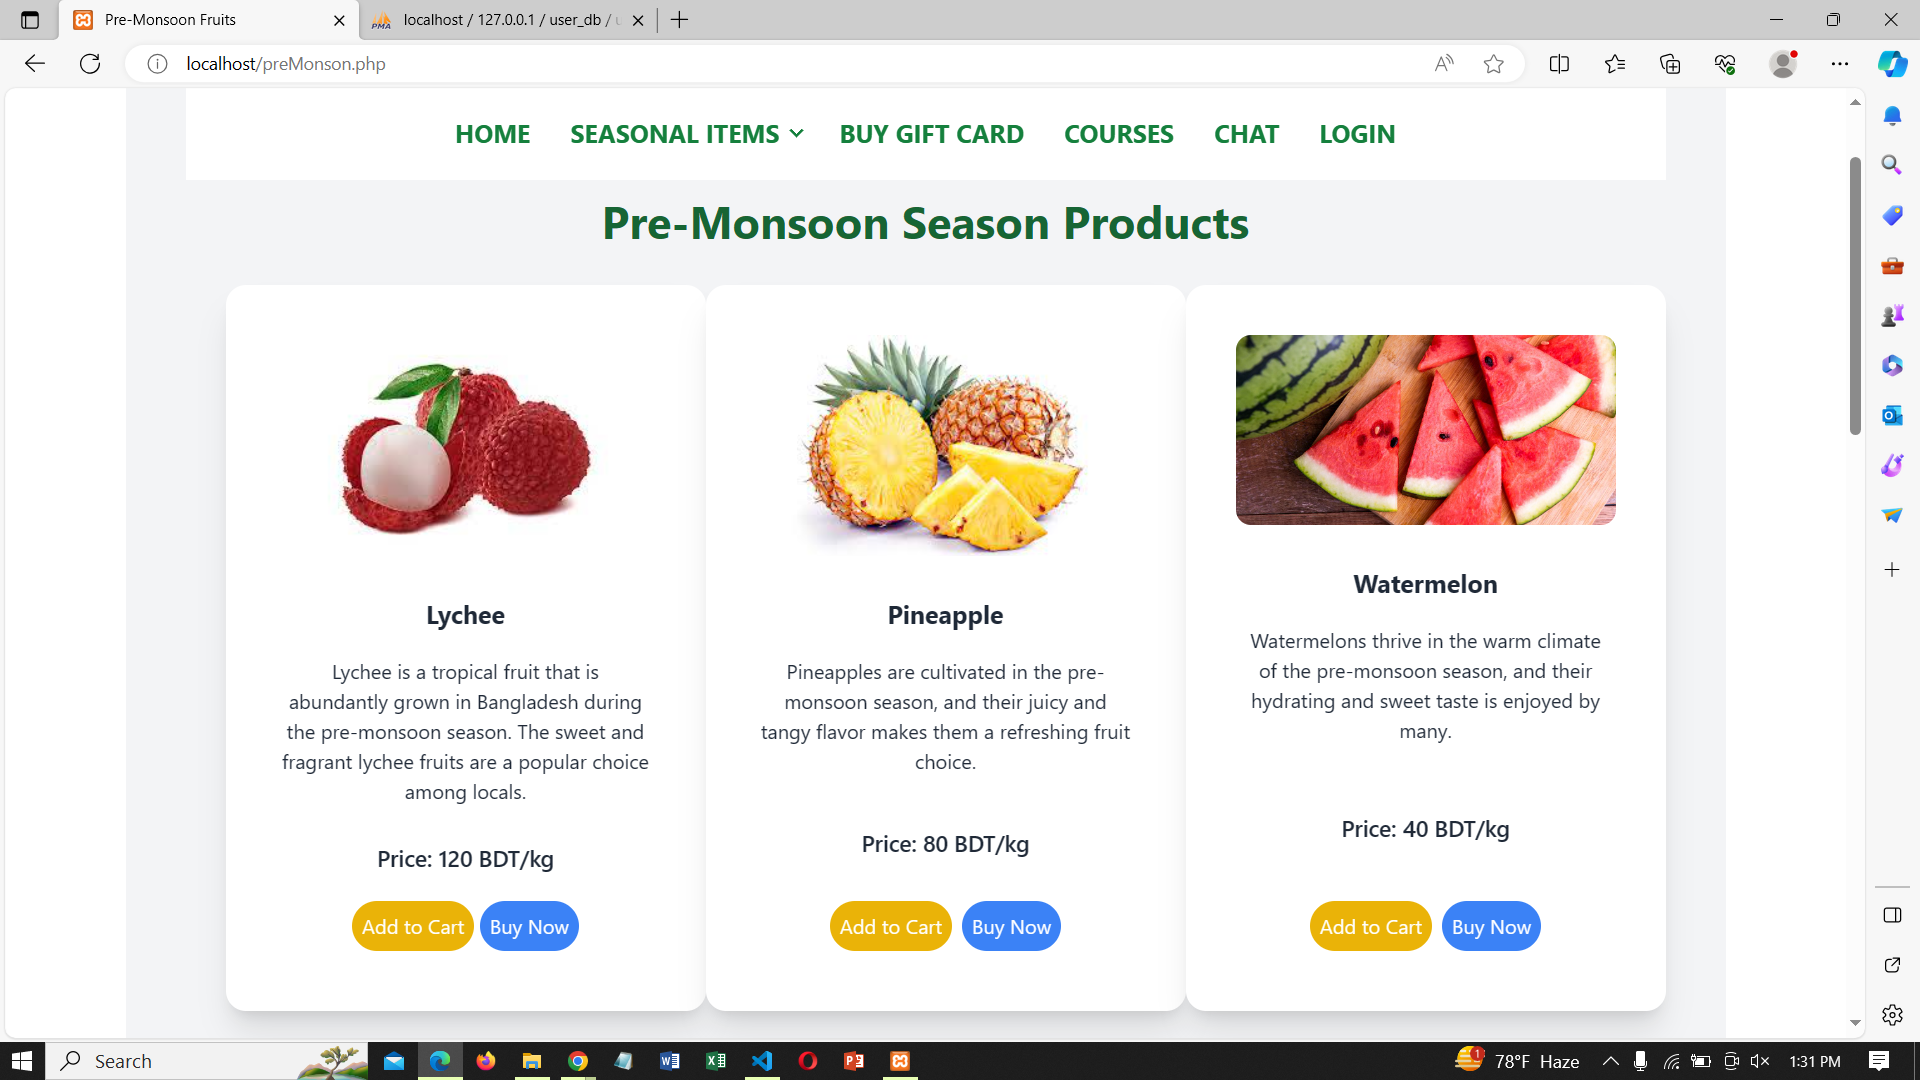 Pre-Monsoon Fruits
localhost / 127.0.0.1 / user_db /
localhost/preMonson.php
HOME SEASONAL ITEMS BUY GIFT CARD COURSES CHAT LOGIN
Pre-Monsoon Season Products
Lychee
Lychee is a tropical fruit that is
abundantly grown in Bangladesh during
the pre-monsoon season. The sweet and
fragrant lychee fruits are a popular choice
among locals.
Price: 120 BDT/kg
Add to Cart Buy Now
Pineapple
Pineapples are cultivated in the pre-
monsoon season, and their juicy and
tangy flavor makes them a refreshing fruit
choice.
Price: 80 BDT/kg
Add to Cart Buy Now
Watermelon
Watermelons thrive in the warm climate
of the pre-monsoon season, and their
hydrating and sweet taste is enjoyed by
many.
Price: 40 BDT/kg
Add to Cart Buy Now
Search
1
78°F Haze
1:31 PM